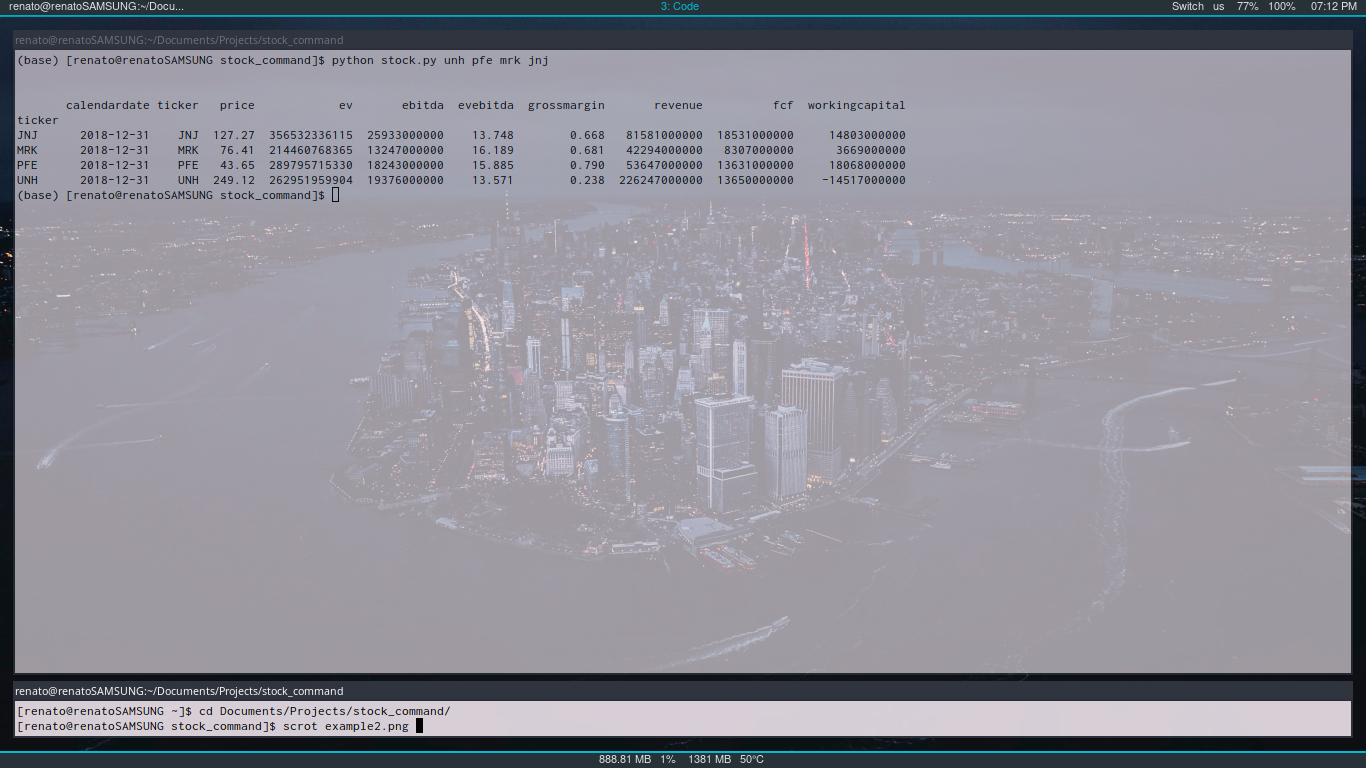 renato@renatoSAMSUNG:~/Docu... 3: Code Switch us 77% 100% 07:12 PM
renato@renatoSAMSUNG:~/Documents/Projects/stock_command
(base) [renato@renatoSAMSUNG stock_command]$ python stock.py unh pfe mrk jnj
calendardate ticker price ev ebitda evebitda grossmargin revenue fcf workingcapital
ticker
JNJ 2018-12-31 JNJ 127.27 356532336115 25933000000 13.748 0.668 81581000000 18531000000 14803000000
MRK 2018-12-31 MRK 76.41 214460768365 13247000000 16.189 0.681 42294000000 8307000000 3669000000
PFE 2018-12-31 PFE 43.65 289795715330 18243000000 15.885 0.790 53647000000 13631000000 18068000000
UNH 2018-12-31 UNH 249.12 262951959904 19376000000 13.571 0.238 226247000000 13650000000 -14517000000
(base) [renato@renatoSAMSUNG stock_command]$
renato@renatoSAMSUNG:~/Documents/Projects/stock_command
[renato@renatoSAMSUNG ~]$ cd Documents/Projects/stock_command/
[renato@renatoSAMSUNG stock_command]$ scrot example2.png
888.81 MB 1% 1381 MB 50°C